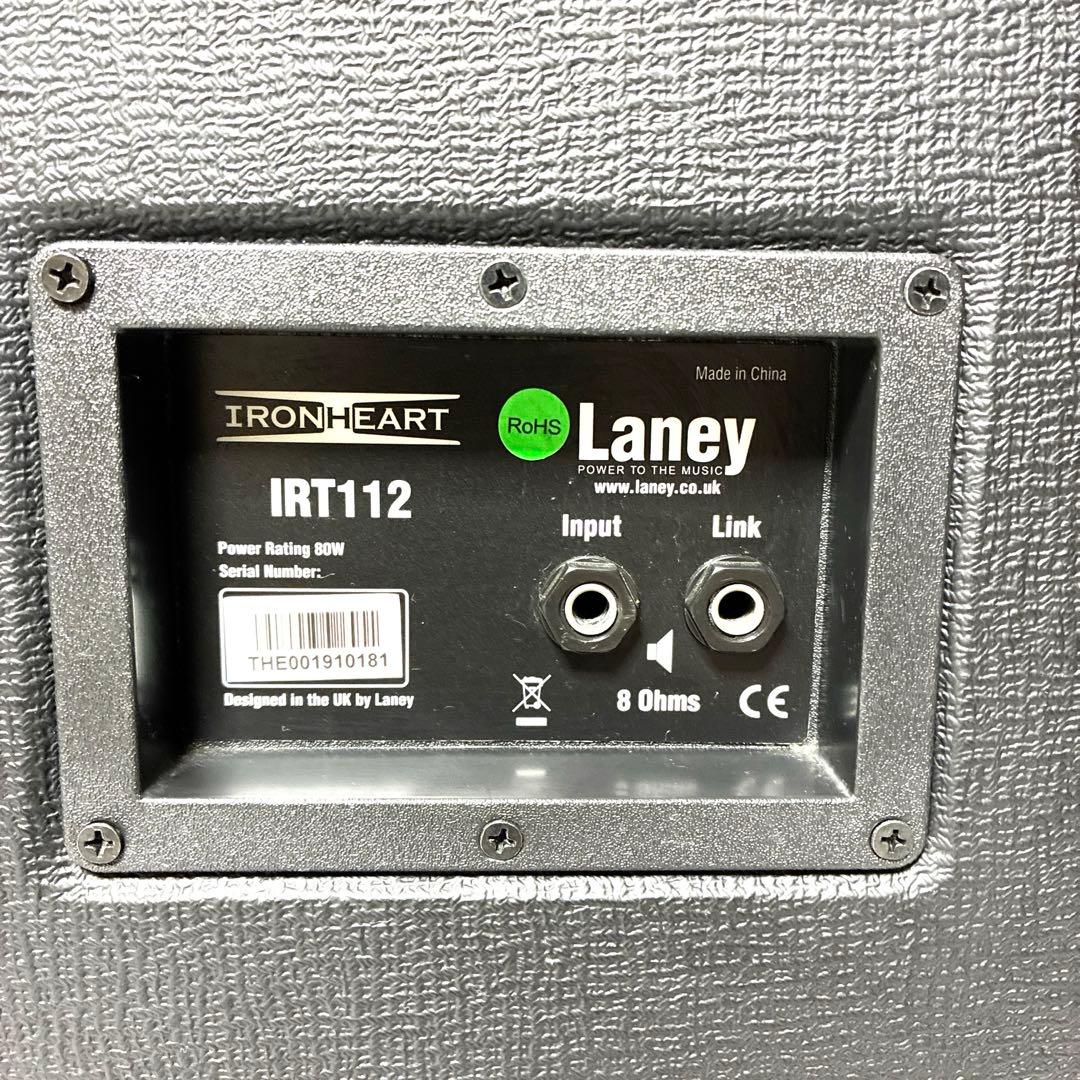 Made in China
IRONHEART
RoHS
Laney
POWER TO THE MUSIC
www.laney.co.uk
IRT112
Input
Link
Power Rating 80W
Serial Number:
THE001910181
Designed in the UK by Laney
8 Ohms
CE